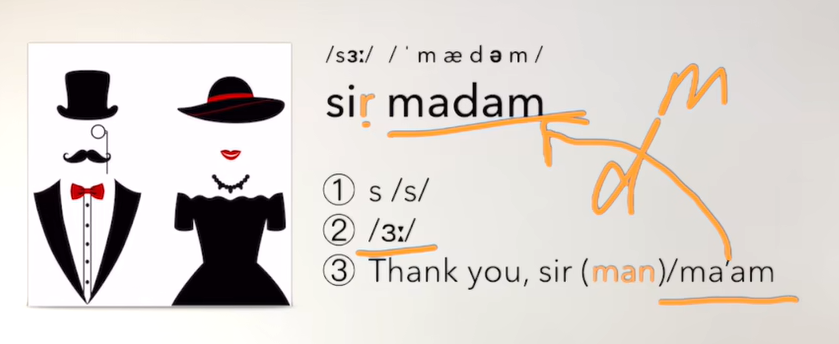 /sɜː/ /ˈmædəm/
sir madam
m
d
① s /s/
② /ɜː/
③ Thank you, sir (man)/ma'am